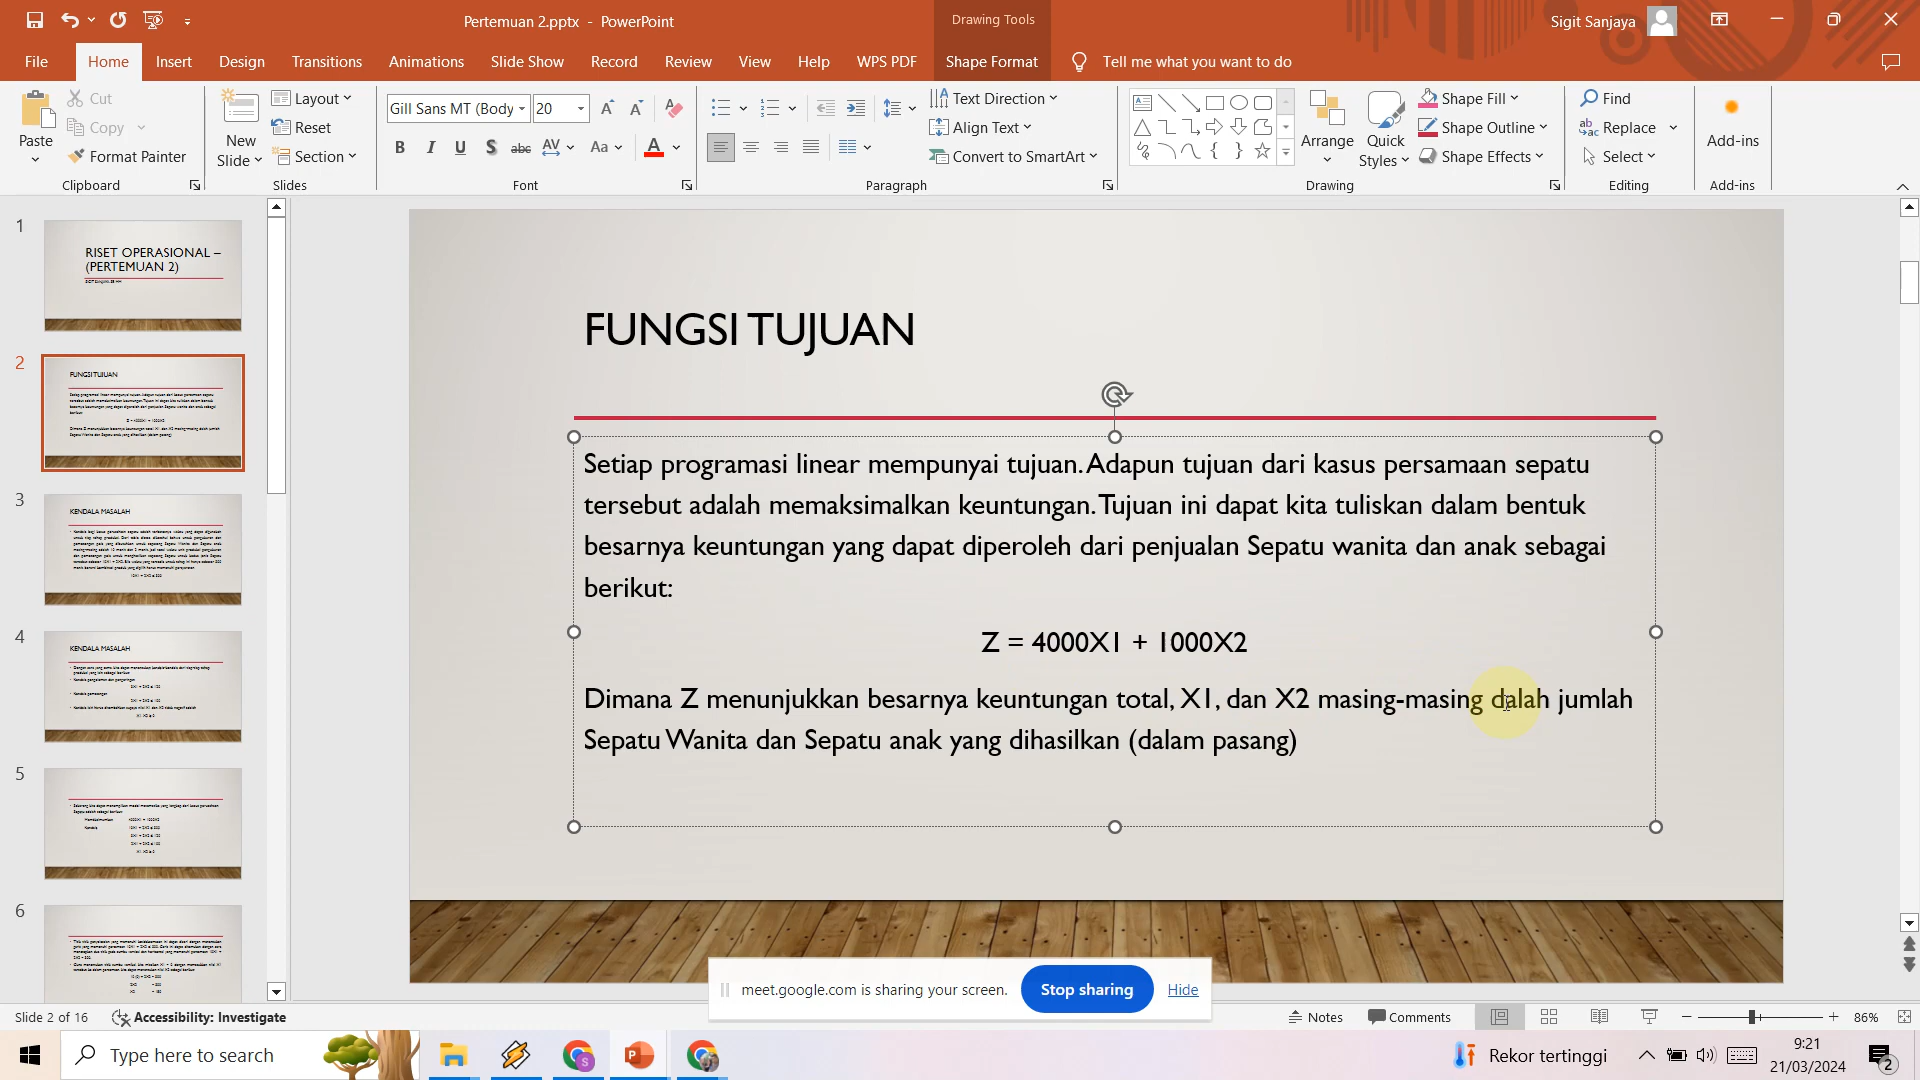 Pertemuan 2.pptx - PowerPoint
Drawing Tools
Sigit Sanjaya
File Home Insert Design Transitions Animations Slide Show Record Review View Help WPS PDF Shape Format Tell me what you want to do
Cut
Copy
Format Painter
Paste
Clipboard
New Slide
Layout
Reset
Section
Slides
Gill Sans MT (Body 20
Font
Text Direction
Align Text
Convert to SmartArt
Paragraph
Arrange
Quick Styles
Shape Fill
Shape Outline
Shape Effects
Drawing
Find
Replace
Select
Editing
Add-ins
Add-ins
1
RISET OPERASIONAL –
(PERTEMUAN 2)
2
FUNGSI TUJUAN
3
KENDALA MASALAH
4
KENDALA MASALAH
5
6
FUNGSI TUJUAN
Setiap programasi linear mempunyai tujuan. Adapun tujuan dari kasus persamaan sepatu
tersebut adalah memaksimalkan keuntungan. Tujuan ini dapat kita tuliskan dalam bentuk
besarnya keuntungan yang dapat diperoleh dari penjualan Sepatu wanita dan anak sebagai
berikut:
Z = 4000X1 + 1000X2
Dimana Z menunjukkan besarnya keuntungan total, X1, dan X2 masing-masing dalah jumlah
Sepatu Wanita dan Sepatu anak yang dihasilkan (dalam pasang)
meet.google.com is sharing your screen. Stop sharing Hide
Slide 2 of 16 Accessibility: Investigate Notes Comments 86%
Type here to search
Rekor tertinggi
9:21
21/03/2024
2